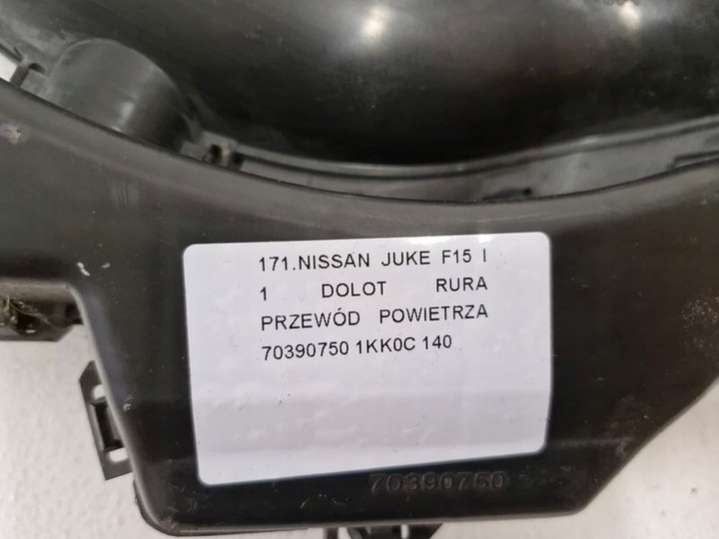 171.NISSAN JUKE F15 I
1 DOLOT RURA
PRZEWÓD POWIETRZA
70390750 1KK0C 140
70390750